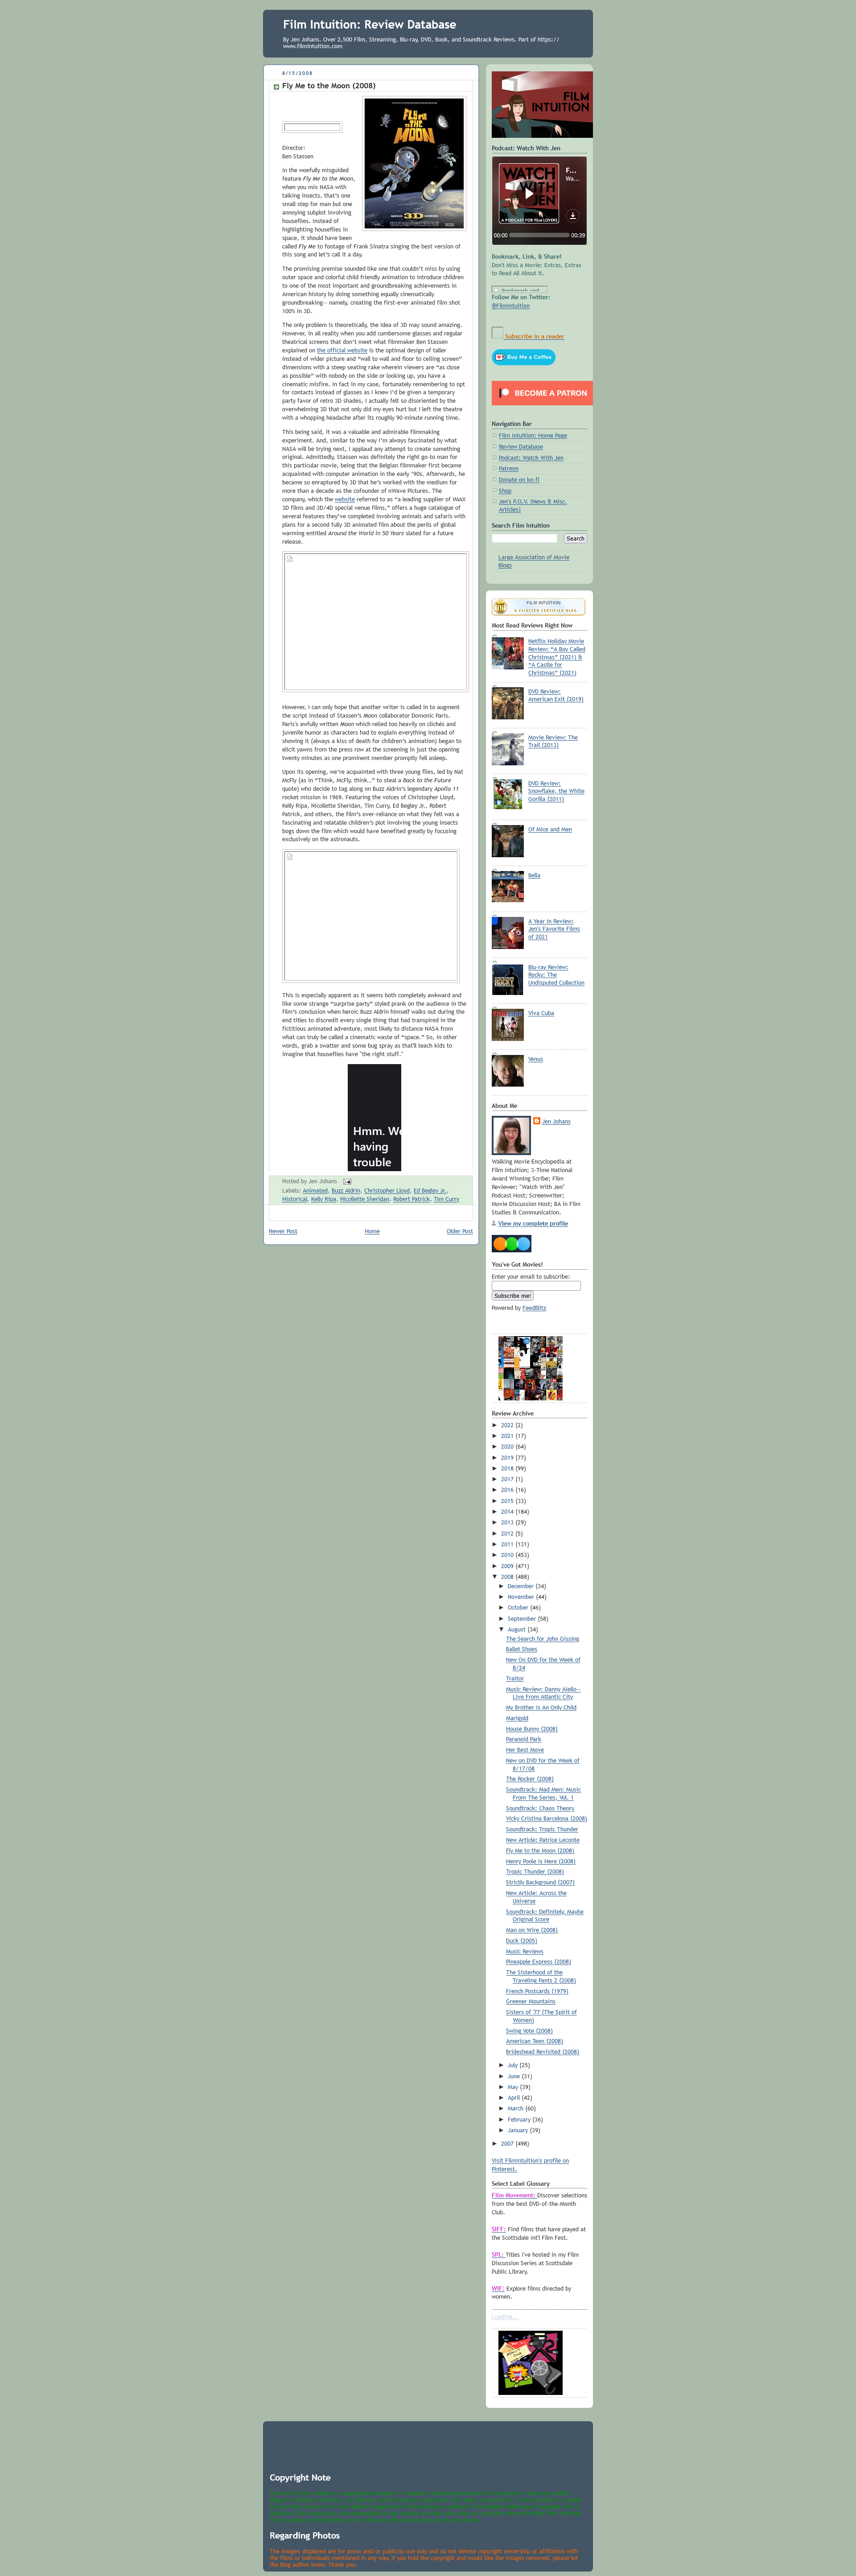 Film Intuition: Review Database
By Jen Johans. Over 2,500 Film, Streaming, Blu-ray, DVD, Book, and Soundtrack Reviews. Part of https://
www.filmintuition.com
8/15/2008
Fly Me to the Moon (2008)
FLY ME TO THE MOON
3D
Director:
Ben Stassen
In the woefully misguided
feature Fly Me to the Moon,
when you mix NASA with
talking insects, that's one
small step for man but one
annoying subplot involving
houseflies. Instead of
highlighting houseflies in
space, it should have been
called Fly Me to footage of Frank Sinatra singing the best version of
this song and let's call it a day.
The promising premise sounded like one that couldn't miss by using
outer space and colorful child friendly animation to introduce children
to one of the most important and groundbreaking achievements in
American history by doing something equally cinematically
groundbreaking-- namely, creating the first-ever animated film shot
100% in 3D.
The only problem is theoretically, the idea of 3D may sound amazing.
However, in all reality when you add cumbersome glasses and regular
theatrical screens that don't meet what filmmaker Ben Stassen
explained on the official website is the optimal design of taller
instead of wider picture and “wall to wall and floor to ceiling screen”
dimensions with a steep seating rake wherein viewers are “as close
as possible” with nobody on the side or looking up, you have a
cinematic misfire. In fact in my case, fortunately remembering to opt
for contacts instead of glasses as I knew I'd be given a temporary
party favor of retro 3D shades, I actually felt so disoriented by the
overwhelming 3D that not only did my eyes hurt but I left the theatre
with a whopping headache after its roughly 90 minute running time.
This being said, it was a valuable and admirable filmmaking
experiment. And, similar to the way I'm always fascinated by what
NASA will be trying next, I applaud any attempt to create something
original. Stassen was definitely the right man for the job with this
particular movie, being that the Belgian filmmaker first became
acquainted with computer animation in the early “90s. Afterwards, he
became so enraptured by 3D that he's worked in the medium for
more than a decade as the cofounder of nWave Pictures. The
company, which the website referred to as “a leading supplier of IMAX
3D films and 3D/4D special venue films,” offers a huge catalogue of
several features they've completed involving animals and safaris with
plans for a second fully 3D animated film about the perils of global
warming entitled Around the World in 50 Years slated for a future
release.
However, I can only hope that when moving to that next adventure,
the script instead of Stassen's Moon collaborator Domonic Paris.
Paris's awfully written Moon which relied too heavily on clichés and
juvenile humor as characters had to explain everything instead of
showing it (always a kiss of death for children's animation) began to
elicit yawns from the press row at the screening in just the opening
twenty minutes as one prominent member promptly fell asleep.
Upon its opening, we're acquainted with three young flies, led by Nat
McFly (as in “Think, McFly, think...” to steal a Back to the Future
quote) who decide to tag along on Buzz Aldrin's legendary Apollo 11
rocket mission in 1969. Featuring the voices of Christopher Lloyd,
Kelly Ripa, Nicollette Sheridan, Tim Curry, Ed Begley Jr., Robert
Patrick, and others, the film's over-reliance on what they felt was a
fascinating and children's plotline involving the young insects bogs
down the film which would have benefited greatly by focusing
exclusively on the astronauts.
This is especially apparent as it seems both completely awkward and
like some strange “surprise party” styled prank on the audience in the
film's conclusion when heroic Buzz Aldrin himself walks out during the
end titles to discredit every single thing that had transpired in the
fictitious animated adventure, most likely to distance NASA from
what can truly be called a cinematic waste of “space.” So, in other
words, grab a swatter and some bug spray as that'll teach kids to
imagine that houseflies have "the right stuff."
Hmm. We
having
trouble
Posted by Jen Johans
Labels: Animated, Buzz Aldrin, Christopher Lloyd, Ed Begley Jr.,
Historical, Kelly Ripa, Nicollette Sheridan, Robert Patrick, Tim Curry
Newer Post
Home
Older Post
FILM
INTUITION
Podcast: Watch With Jen
WATCH
WITH
JEN
A PODCAST FOR FILM LOVERS
F...
Wa...
00:00
00:39
Bookmark, Link, & Share!
Don't Miss a Movie: Extras, Extras
to Read All About It.
Bookmark and
Follow Me on Twitter:
@FilmIntuition
Subscribe in a reader
Buy Me a Coffee
BECOME A PATRON
Navigation Bar
Film Intuition: Home Page
Review Database
Podcast: Watch With Jen
Patreon
Donate on ko-fi
Shop
Jen's P.O.V. (News & Misc.
Articles)
Search Film Intuition
Search
Large Association of Movie
Blogs
FILM INTUITION
A FLIXSTER CERTIFIED BLOG
Most Read Reviews Right Now
Netflix Holiday Movie
Review: "A Boy Called
Christmas" (2021) &
"A Castle for
Christmas" (2021)
DVD Review:
American Exit (2019)
Movie Review: The
Trail (2013)
DVD Review:
Snowflake, the White
Gorilla (2011)
Of Mice and Men
Bella
A Year in Review:
Jen's Favorite Films
of 2021
Blu-ray Review:
Rocky: The
Undisputed Collection
Viva Cuba
Venus
About Me
Jen Johans
Walking Movie Encyclopedia at
Film Intuition; 3-Time National
Award Winning Scribe; Film
Reviewer; "Watch With Jen"
Podcast Host; Screenwriter;
Movie Discussion Host; BA in Film
Studies & Communication.
View my complete profile
You've Got Movies!
Enter your email to subscribe:
Subscribe me!
Powered by FeedBlitz
Review Archive
► 2022 (2)
► 2021 (17)
► 2020 (64)
► 2019 (77)
► 2018 (99)
► 2017 (1)
► 2016 (16)
► 2015 (33)
► 2014 (184)
► 2013 (29)
► 2012 (5)
► 2011 (131)
► 2010 (453)
► 2009 (471)
▼ 2008 (488)
► December (34)
► November (44)
► October (46)
► September (58)
▼ August (34)
The Search for John Gissing
Ballet Shoes
New On DVD for the Week of
8/24
Traitor
Music Review: Danny Aiello--
Live From Atlantic City
My Brother Is An Only Child
Marigold
House Bunny (2008)
Paranoid Park
Her Best Move
New on DVD for the Week of
8/17/08
The Rocker (2008)
Soundtrack: Mad Men: Music
From The Series, Vol. 1
Soundtrack: Chaos Theory
Vicky Cristina Barcelona (2008)
Soundtrack: Tropic Thunder
New Article: Patrice Leconte
Fly Me to the Moon (2008)
Henry Poole is Here (2008)
Tropic Thunder (2008)
Strictly Background (2007)
New Article: Across the
Universe
Soundtrack: Definitely, Maybe
Original Score
Man on Wire (2008)
Duck (2005)
Music Reviews
Pineapple Express (2008)
The Sisterhood of the
Traveling Pants 2 (2008)
French Postcards (1979)
Greener Mountains
Sisters of '77 (The Spirit of
Women)
Swing Vote (2008)
American Teen (2008)
Brideshead Revisited (2008)
► July (25)
► June (31)
► May (39)
► April (42)
► March (60)
► February (36)
► January (39)
► 2007 (498)
Visit FilmIntuition's profile on
Pinterest.
Select Label Glossary
Film Movement: Discover selections
from the best DVD-of-the-Month
Club.
SIFF: Find films that have played at
the Scottsdale Int'l Film Fest.
SPL: Titles I've hosted in my Film
Discussion Series at Scottsdale
Public Library.
WIF: Explore films directed by
women.
Loading...
Copyright Note
Regarding Photos
The images displayed are for press and/or publicity use only and do not denote copyright ownership or affiliation with
the films or individuals mentioned in any way. If you hold the copyright and would like the images removed, please let
the blog author know. Thank you.